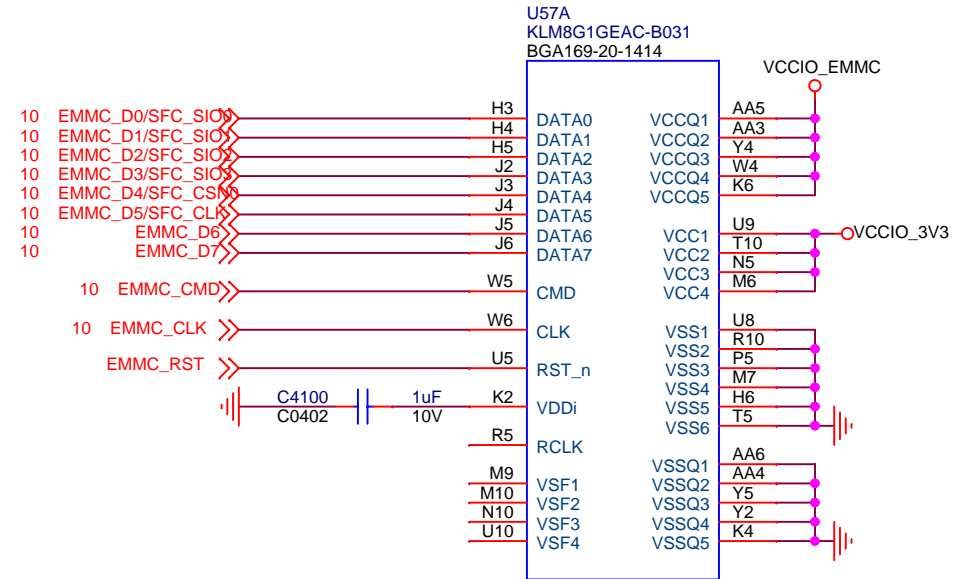 U57A
KLM8G1GEAC-B031
BGA169-20-1414
VCCIO_EMMC
10 EMMC_D0/SFC_SIO0 H3 DATA0 VCCQ1 AA5
10 EMMC_D1/SFC_SIO1 H4 DATA1 VCCQ2 AA3
10 EMMC_D2/SFC_SIO2 H5 DATA2 VCCQ3 Y4
10 EMMC_D3/SFC_SIO3 J2 DATA3 VCCQ4 W4
10 EMMC_D4/SFC_CSN0 J3 DATA4 VCCQ5 K6
10 EMMC_D5/SFC_CLK J4 DATA5
10 EMMC_D6 J5 DATA6 VCC1 U9 VCCIO_3V3
10 EMMC_D7 J6 DATA7 VCC2 T10
VCC3 N5
10 EMMC_CMD W5 CMD VCC4 M6
10 EMMC_CLK W6 CLK VSS1 U8
VSS2 R10
EMMC_RST U5 RST_n VSS3 P5
VSS4 M7
C4100 1uF K2 VDDi VSS5 H6
C0402 10V VSS6 T5
R5 RCLK
VSSQ1 AA6
M9 VSF1 VSSQ2 AA4
M10 VSF2 VSSQ3 Y5
N10 VSF3 VSSQ4 Y2
U10 VSF4 VSSQ5 K4